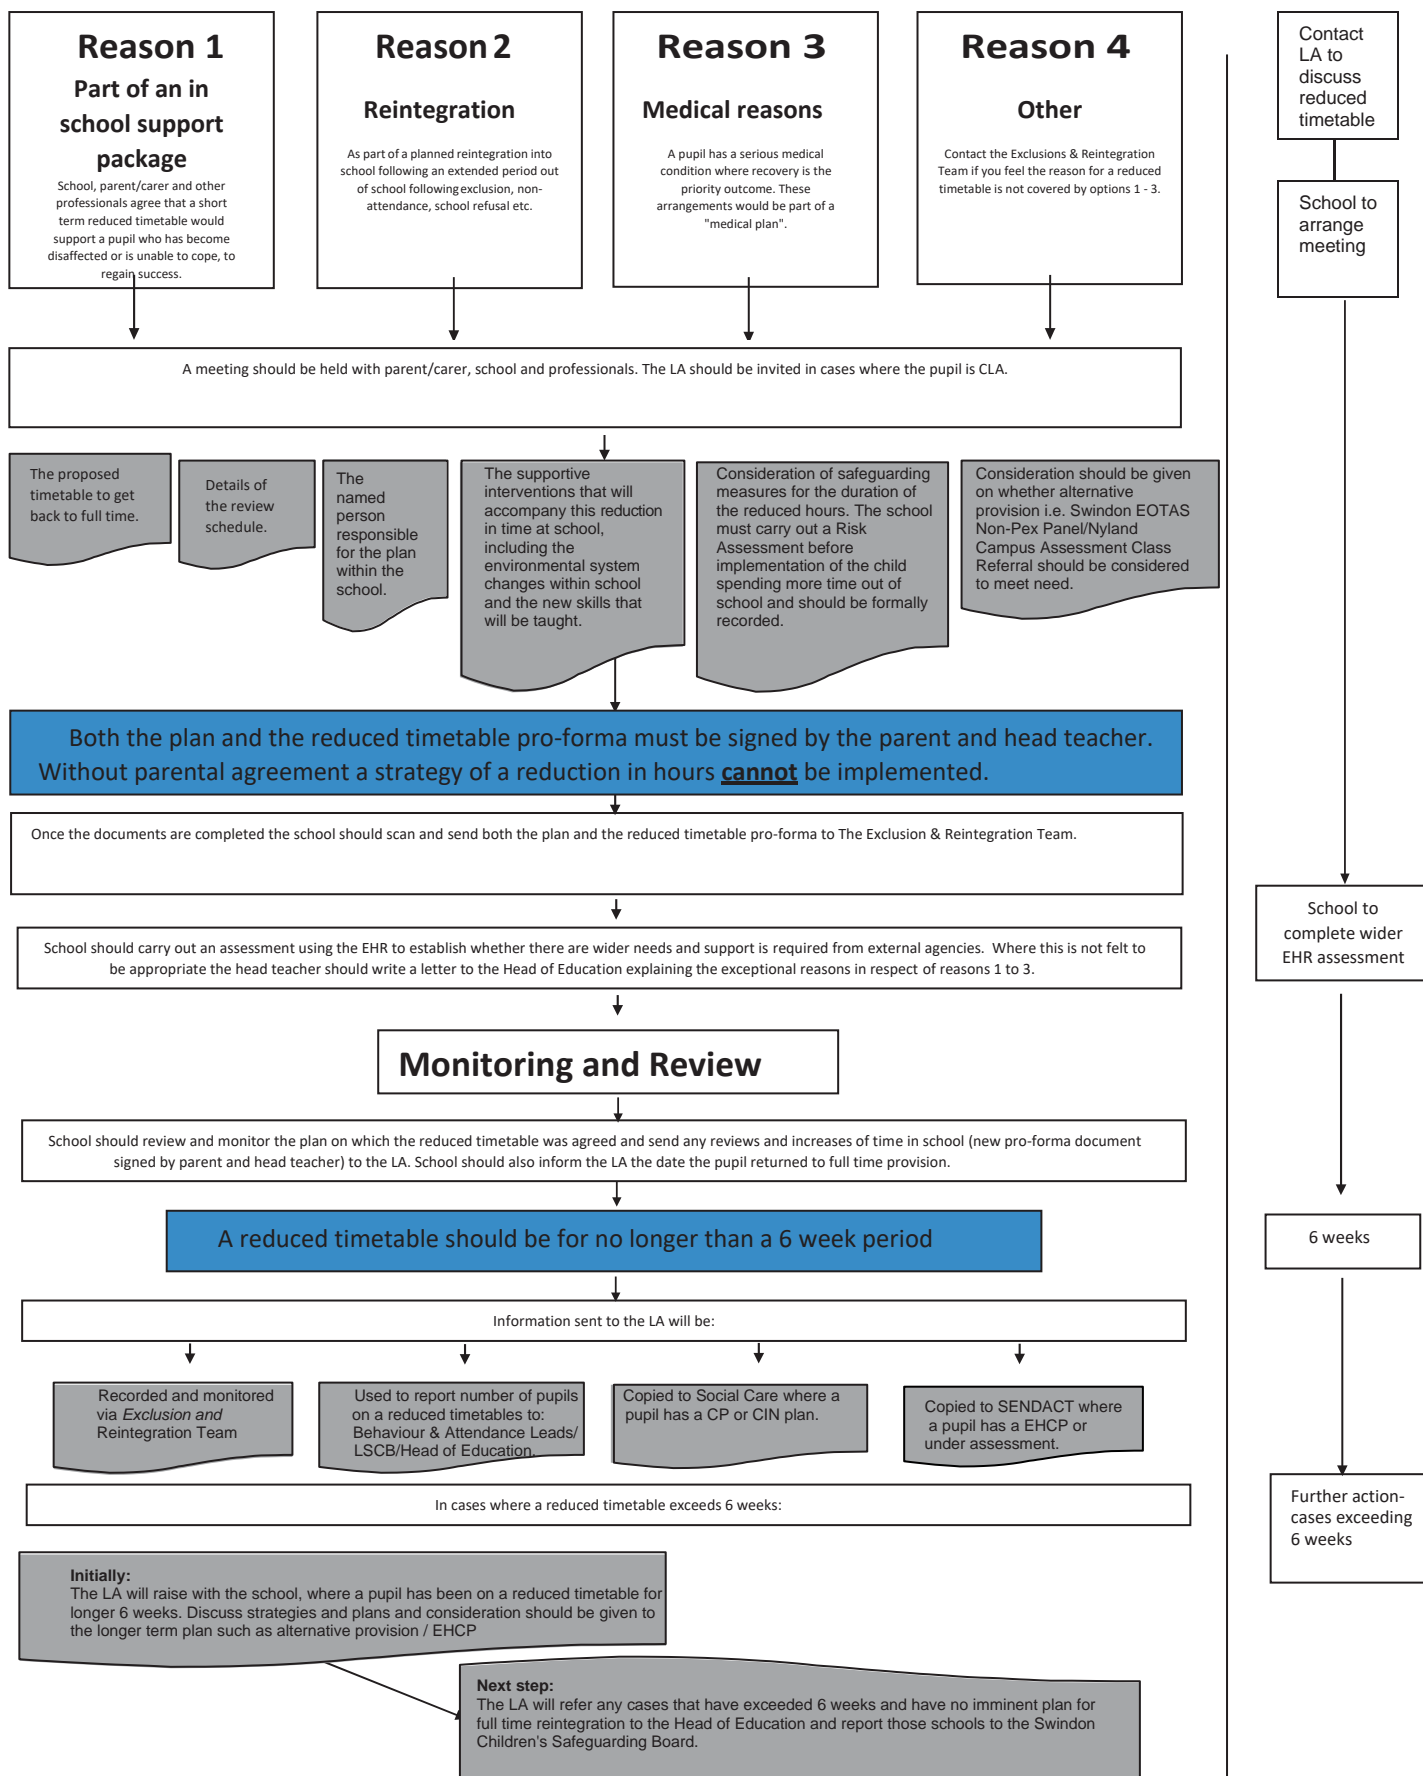 Reason 1
Part of an in
school support
package
School, parent/carer and other
professionals agree that a short
term reduced timetable would
support a pupil who has become
disaffected or is unable to cope, to
regain success.
Reason 2
Reintegration
As part of a planned reintegration into
school following an extended period out
of school following exclusion, non-
attendance, school refusal etc.
Reason 3
Medical reasons
A pupil has a serious medical
condition where recovery is the
priority outcome. These
arrangements would be part of a
"medical plan".
Reason 4
Other
Contact the Exclusions & Reintegration
Team if you feel the reason for a reduced
timetable is not covered by options 1 - 3.
Contact
LA to
discuss
reduced
timetable
School to
arrange
meeting
A meeting should be held with parent/carer, school and professionals. The LA should be invited in cases where the pupil is CLA.
The proposed
timetable to get
back to full time.
Details of
the review
schedule.
The
named
person
responsible
for the plan
within the
school.
The supportive
interventions that will
accompany this reduction
in time at school,
including the
environmental system
changes within school
and the new skills that
will be taught.
Consideration of safeguarding
measures for the duration of
the reduced hours. The school
must carry out a Risk
Assessment before
implementation of the child
spending more time out of
school and should be formally
recorded.
Consideration should be given
on whether alternative
provision i.e. Swindon EOTAS
Non-Pex Panel/Nyland
Campus Assessment Class
Referral should be considered
to meet need.
Both the plan and the reduced timetable pro-forma must be signed by the parent and head teacher.
Without parental agreement a strategy of a reduction in hours cannot be implemented.
Once the documents are completed the school should scan and send both the plan and the reduced timetable pro-forma to The Exclusion & Reintegration Team.
School to
complete wider
EHR assessment
School should carry out an assessment using the EHR to establish whether there are wider needs and support is required from external agencies. Where this is not felt to
be appropriate the head teacher should write a letter to the Head of Education explaining the exceptional reasons in respect of reasons 1 to 3.
Monitoring and Review
School should review and monitor the plan on which the reduced timetable was agreed and send any reviews and increases of time in school (new pro-forma document
signed by parent and head teacher) to the LA. School should also inform the LA the date the pupil returned to full time provision.
A reduced timetable should be for no longer than a 6 week period
6 weeks
Information sent to the LA will be:
Recorded and monitored
via Exclusion and
Reintegration Team
Used to report number of pupils
on a reduced timetables to:
Behaviour & Attendance Leads/
LSCB/Head of Education.
Copied to Social Care where a
pupil has a CP or CIN plan.
Copied to SENDACT where
a pupil has a EHCP or
under assessment.
In cases where a reduced timetable exceeds 6 weeks:
Further action-
cases exceeding
6 weeks
Initially:
The LA will raise with the school, where a pupil has been on a reduced timetable for
longer 6 weeks. Discuss strategies and plans and consideration should be given to
the longer term plan such as alternative provision / EHCP
Next step:
The LA will refer any cases that have exceeded 6 weeks and have no imminent plan for
full time reintegration to the Head of Education and report those schools to the Swindon
Children's Safeguarding Board.